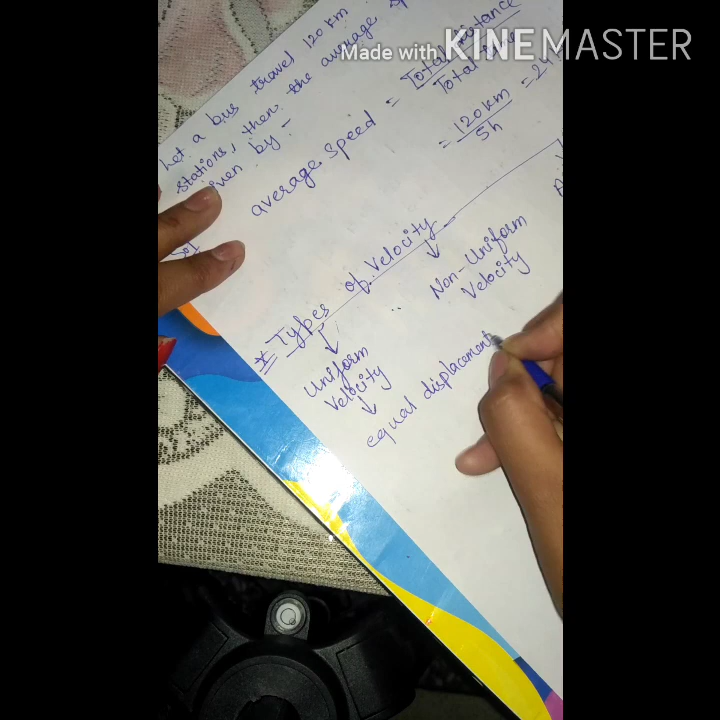 Made with KINEMASTER
Let a bus travel 120 km
stations, then the average
given by -
average speed = Total distance
Total
= 120 km
5h
= 24
* Types of Velocity
Uniform
Velocity
Non-Uniform
Velocity
equal displacement